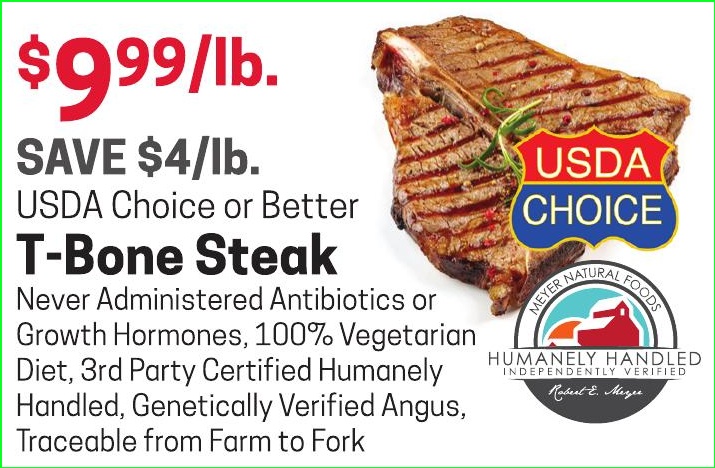 $9.99/lb.
SAVE $4/lb.
USDA Choice or Better
T-Bone Steak
Never Administered Antibiotics or
Growth Hormones, 100% Vegetarian
Diet, 3rd Party Certified Humanely
Handled, Genetically Verified Angus,
Traceable from Farm to Fork
USDA
CHOICE
MEYER NATURAL FOODS
HUMANELY HANDLED
INDEPENDENTLY VERIFIED
Robert E. Meyer